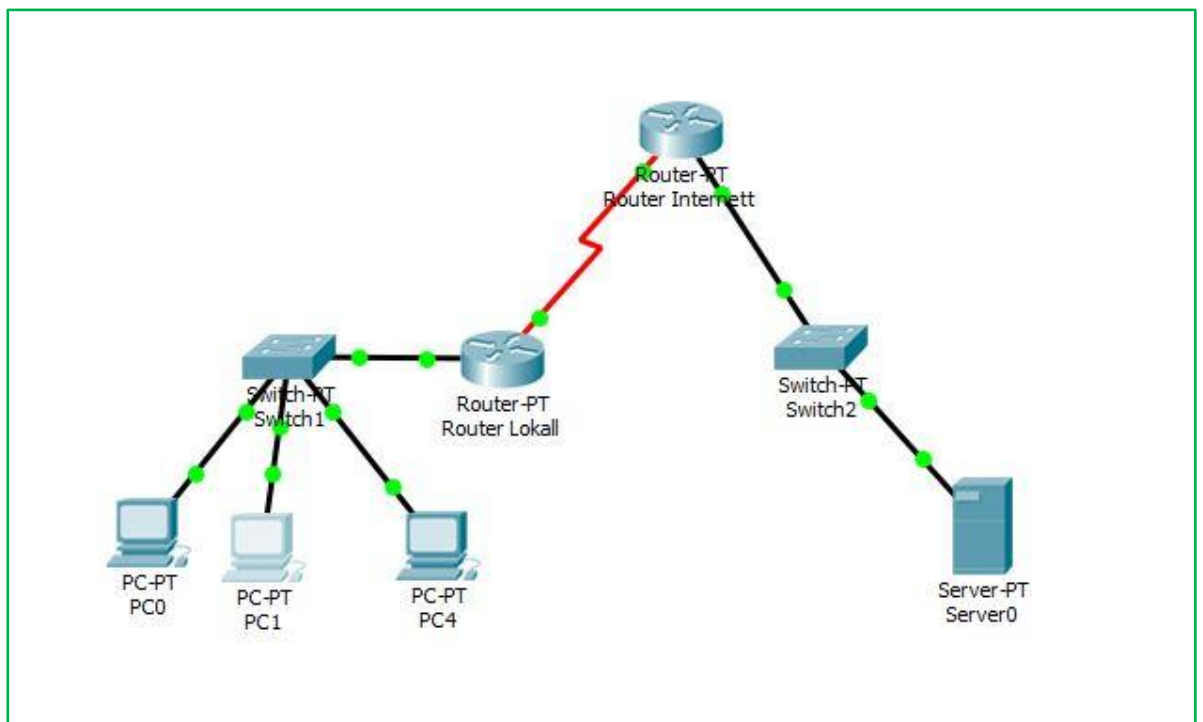 Router-PT
Router Internett
Switch-PT
Switch1
Router-PT
Router Lokall
Switch-PT
Switch2
PC-PT
PC0
PC-PT
PC1
PC-PT
PC4
Server-PT
Server0